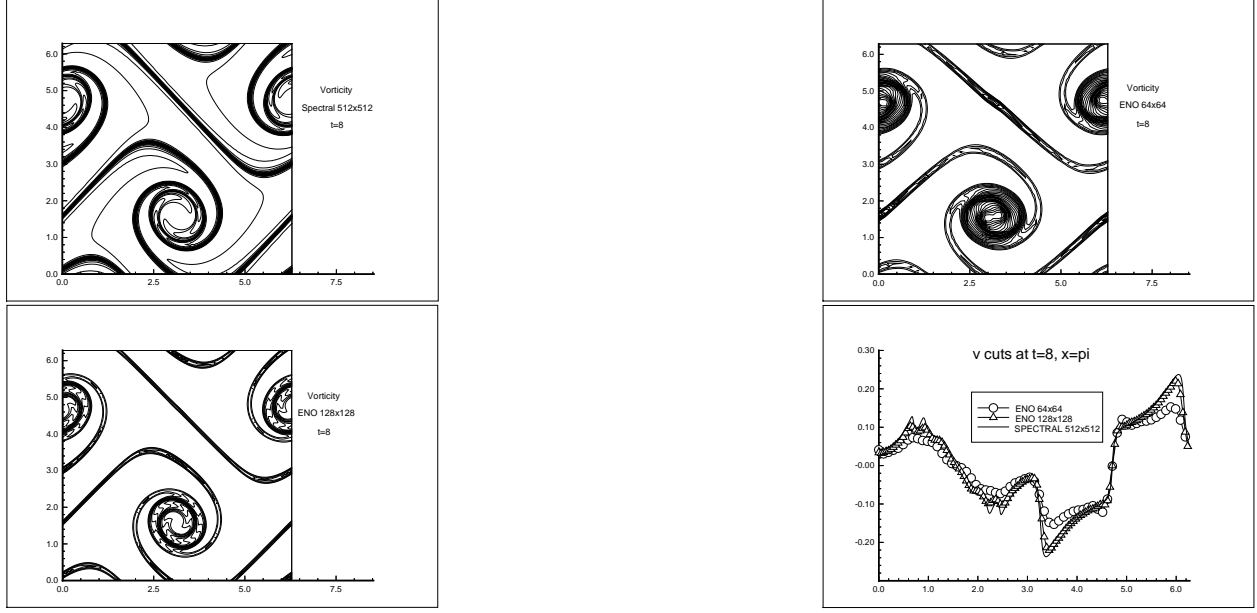 6.0
5.0
4.0
3.0
2.0
1.0
0.0
0.0 2.5 5.0 7.5
Vorticity
Spectral 512x512
t=8
6.0
5.0
4.0
3.0
2.0
1.0
0.0
0.0 2.5 5.0 7.5
Vorticity
ENO 64x64
t=8
6.0
5.0
4.0
3.0
2.0
1.0
0.0
0.0 2.5 5.0 7.5
Vorticity
ENO 128x128
t=8
v cuts at t=8, x=pi
0.30
0.20
0.10
-0.00
-0.10
-0.20
0.0 1.0 2.0 3.0 4.0 5.0 6.0
ENO 64x64
ENO 128x128
SPECTRAL 512x512